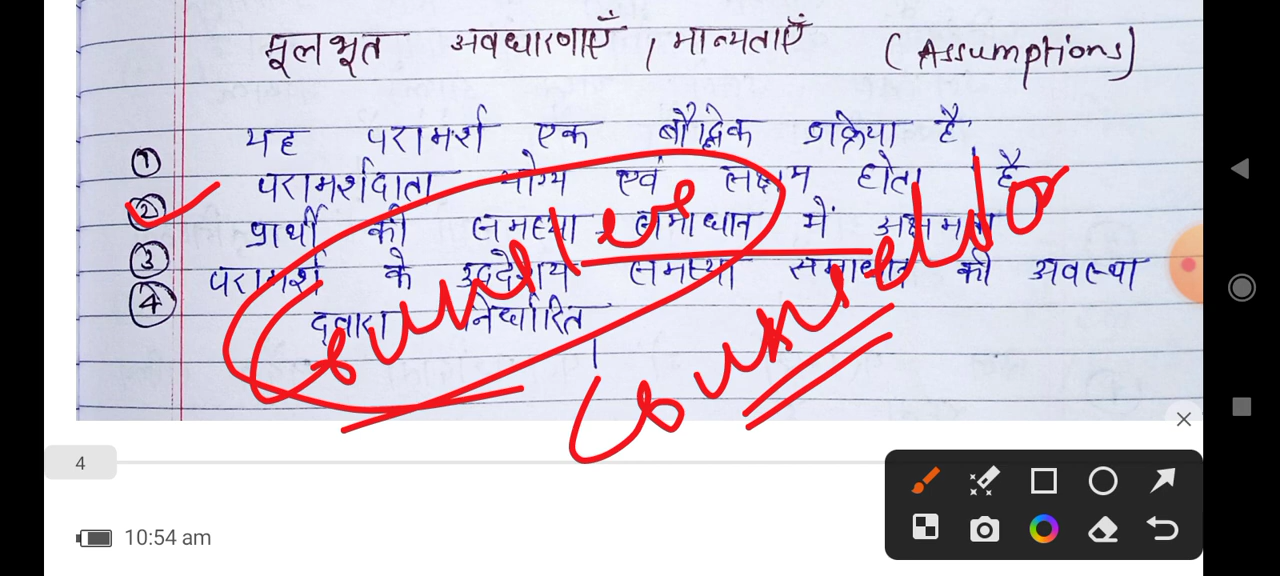 मूलभूत अवधारणाएँ / मान्यताएँ (Assumptions)
① यह परामर्श एक बौद्धिक प्रक्रिया है
② परामर्शदाता योग्य एवं सक्षम होता है
③ प्रार्थी की समस्या समाधान में अक्षमता
④ परामर्श के उद्देश्य समस्या समाधान की अवस्था
द्वारा निर्धारित
Counselee
Counsellor
4
10:54 am